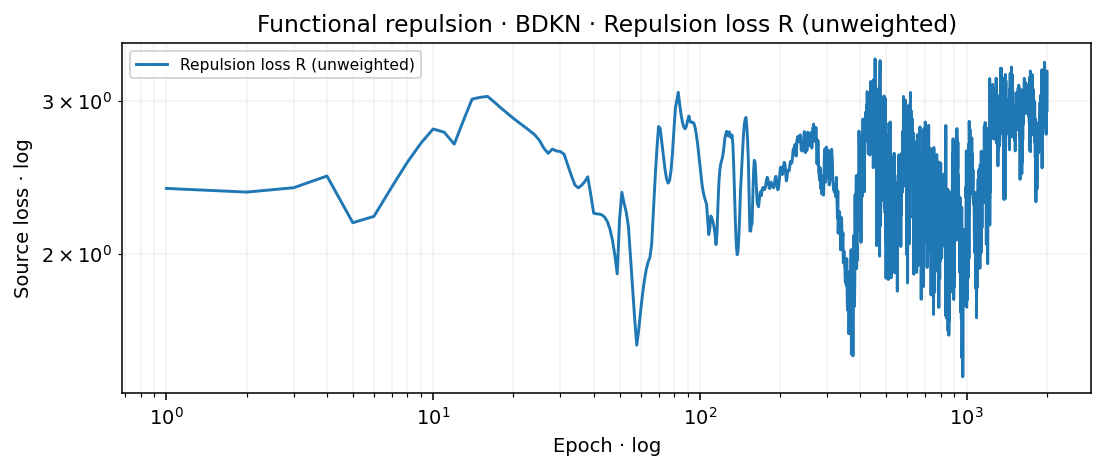 Functional repulsion · BDKN · Repulsion loss R (unweighted)
Repulsion loss R (unweighted)
Source loss · log
3 × 10⁰
2 × 10⁰
10⁰ 10¹ 10² 10³
Epoch · log